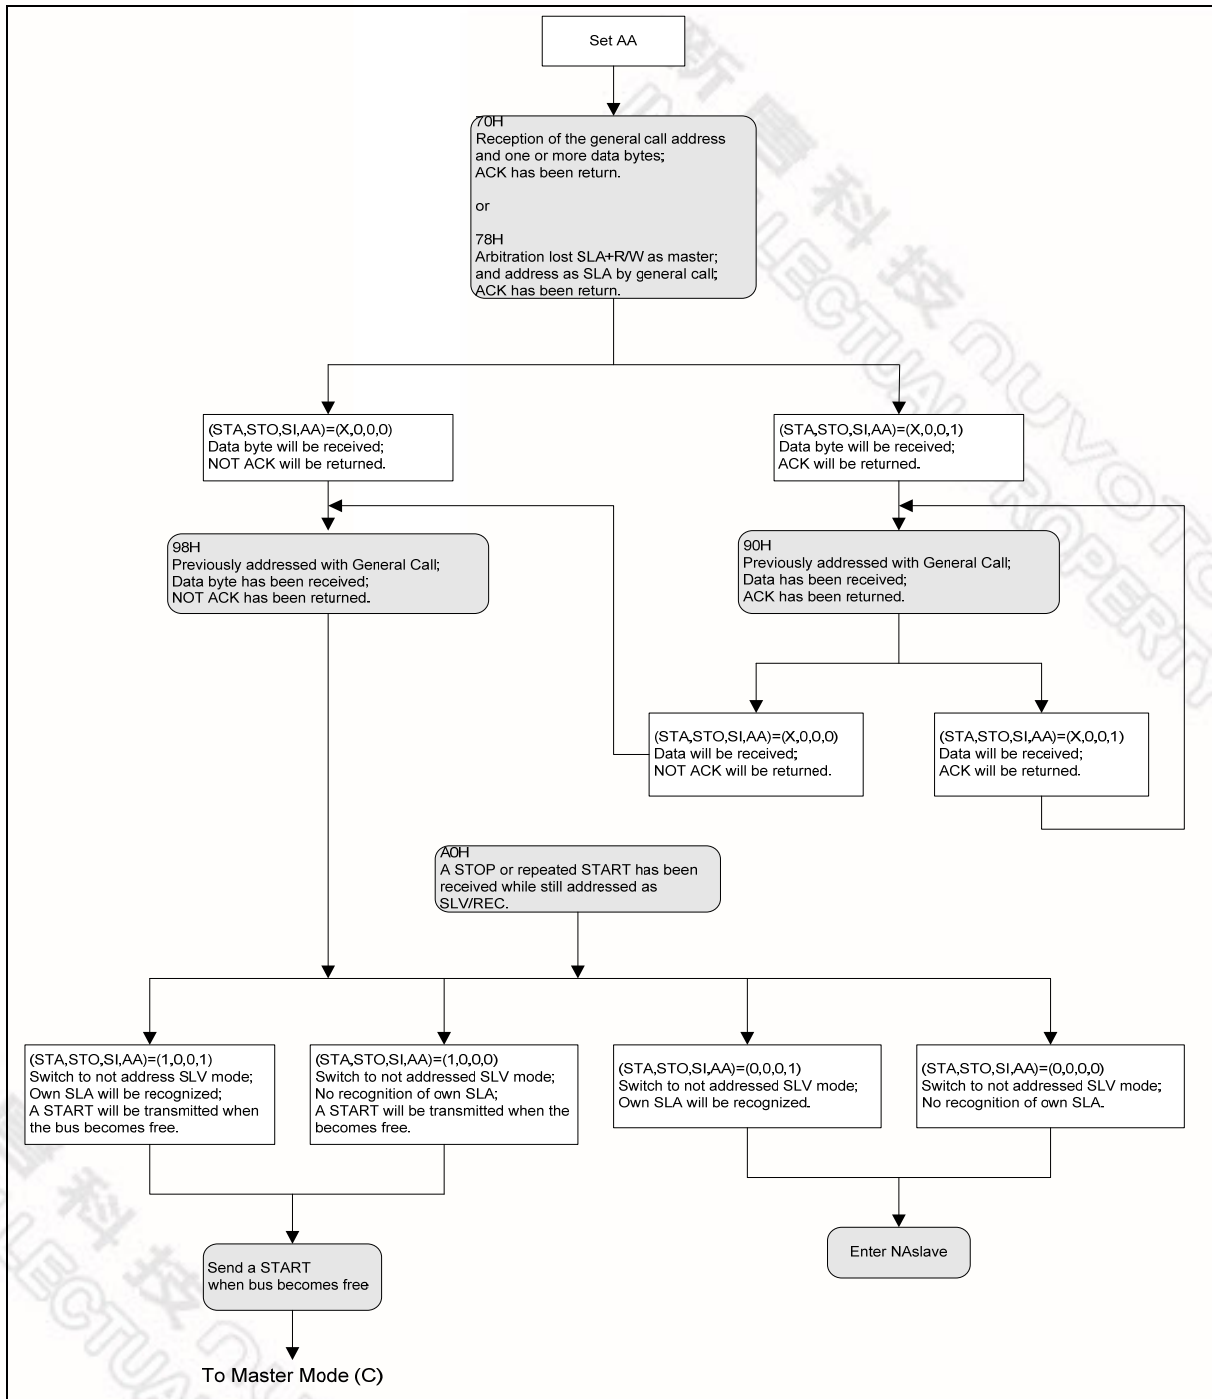 Set AA
70H
Reception of the general call address
and one or more data bytes;
ACK has been return.
or
78H
Arbitration lost SLA+R/W as master;
and address as SLA by general call;
ACK has been return.
(STA,STO,SI,AA)=(X,0,0,0)
Data byte will be received;
NOT ACK will be returned.
(STA,STO,SI,AA)=(X,0,0,1)
Data byte will be received;
ACK will be returned.
98H
Previously addressed with General Call;
Data byte has been received;
NOT ACK has been returned.
90H
Previously addressed with General Call;
Data has been received;
ACK has been returned.
(STA,STO,SI,AA)=(X,0,0,0)
Data will be received;
NOT ACK will be returned.
(STA,STO,SI,AA)=(X,0,0,1)
Data will be received;
ACK will be returned.
A0H
A STOP or repeated START has been
received while still addressed as
SLV/REC.
(STA,STO,SI,AA)=(1,0,0,1)
Switch to not address SLV mode;
Own SLA will be recognized;
A START will be transmitted when
the bus becomes free.
(STA,STO,SI,AA)=(1,0,0,0)
Switch to not addressed SLV mode;
No recognition of own SLA;
A START will be transmitted when the
becomes free.
(STA,STO,SI,AA)=(0,0,0,1)
Switch to not addressed SLV mode;
Own SLA will be recognized.
(STA,STO,SI,AA)=(0,0,0,0)
Switch to not addressed SLV mode;
No recognition of own SLA.
Send a START
when bus becomes free
Enter NAslave
To Master Mode (C)
新唐科技 nuvoTo
LECTUAL ROPERTY
唐科技
LLECTUA